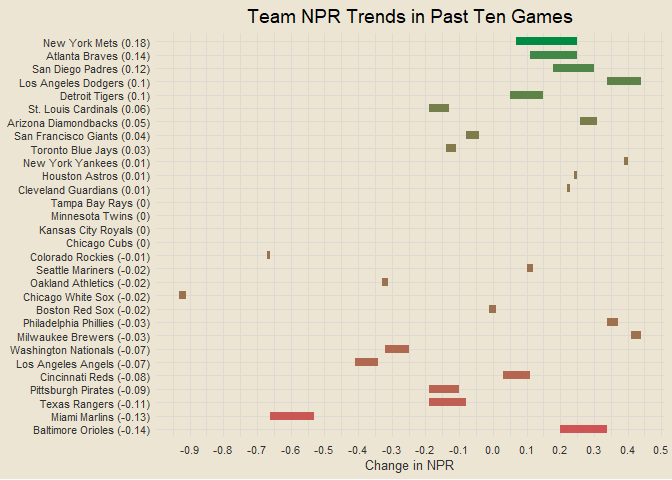 Team NPR Trends in Past Ten Games
New York Mets (0.18)
Atlanta Braves (0.14)
San Diego Padres (0.12)
Los Angeles Dodgers (0.1)
Detroit Tigers (0.1)
St. Louis Cardinals (0.06)
Arizona Diamondbacks (0.05)
San Francisco Giants (0.04)
Toronto Blue Jays (0.03)
New York Yankees (0.01)
Houston Astros (0.01)
Cleveland Guardians (0.01)
Tampa Bay Rays (0)
Minnesota Twins (0)
Kansas City Royals (0)
Chicago Cubs (0)
Colorado Rockies (-0.01)
Seattle Mariners (-0.02)
Oakland Athletics (-0.02)
Chicago White Sox (-0.02)
Boston Red Sox (-0.02)
Philadelphia Phillies (-0.03)
Milwaukee Brewers (-0.03)
Washington Nationals (-0.07)
Los Angeles Angels (-0.07)
Cincinnati Reds (-0.08)
Pittsburgh Pirates (-0.09)
Texas Rangers (-0.11)
Miami Marlins (-0.13)
Baltimore Orioles (-0.14)
-0.9 -0.8 -0.7 -0.6 -0.5 -0.4 -0.3 -0.2 -0.1 0.0 0.1 0.2 0.3 0.4 0.5
Change in NPR